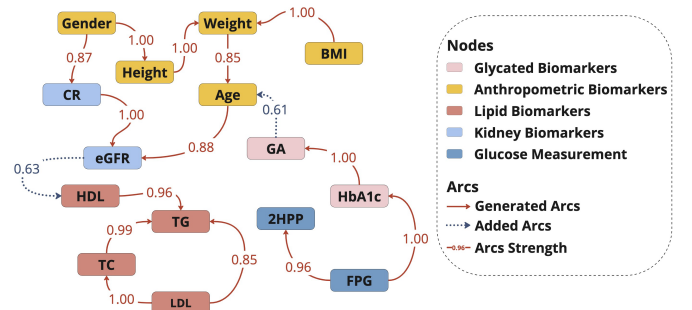 Gender
1.00
Weight
1.00
BMI
0.87
1.00
Height
0.85
CR
Age
0.61
1.00
GA
eGFR
0.88
1.00
0.63
HDL
0.96
HbA1c
TG
2HPP
0.99
1.00
TC
0.85
0.96
FPG
1.00
LDL
Nodes
Glycated Biomarkers
Anthropometric Biomarkers
Lipid Biomarkers
Kidney Biomarkers
Glucose Measurement
Arcs
Generated Arcs
Added Arcs
0.96 Arcs Strength